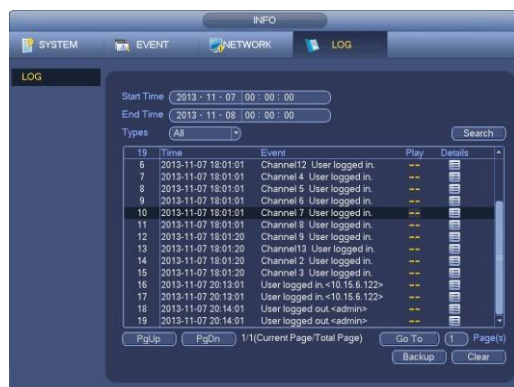 INFO
SYSTEM EVENT NETWORK LOG
LOG
Start Time 2013 - 11 - 07 00 : 00 : 00
End Time 2013 - 11 - 08 00 : 00 : 00
Types All Search
19 Time Event Play Details
6 2013-11-07 18:01:01 Channel12 User logged in. --
7 2013-11-07 18:01:01 Channel 4 User logged in. --
8 2013-11-07 18:01:01 Channel 5 User logged in. --
9 2013-11-07 18:01:01 Channel 6 User logged in. --
10 2013-11-07 18:01:01 Channel 7 User logged in. --
11 2013-11-07 18:01:01 Channel 8 User logged in. --
12 2013-11-07 18:01:20 Channel 9 User logged in. --
13 2013-11-07 18:01:20 Channel13 User logged in. --
14 2013-11-07 18:01:20 Channel 2 User logged in. --
15 2013-11-07 18:01:20 Channel 3 User logged in. --
16 2013-11-07 20:13:01 User logged in.<10.15.6.122> --
17 2013-11-07 20:13:01 User logged in.<10.15.6.122> --
18 2013-11-07 20:14:01 User logged out.<admin> --
19 2013-11-07 20:14:01 User logged out.<admin> --
PgUp PgDn 1/1(Current Page/Total Page) Go To 1 Page(s)
Backup Clear